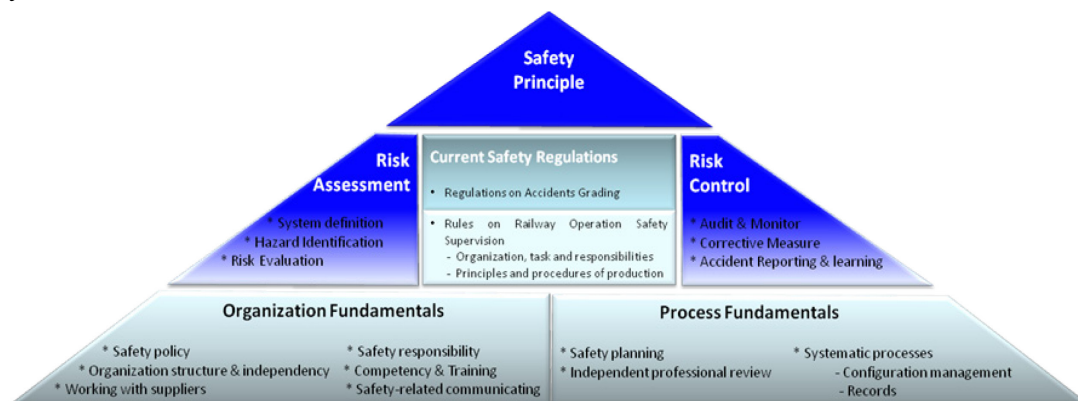 Safety
Principle
Risk
Assessment
* System definition
* Hazard Identification
* Risk Evaluation
Current Safety Regulations
• Regulations on Accidents Grading
• Rules on Railway Operation Safety
Supervision
- Organization, task and responsibilities
- Principles and procedures of production
Risk
Control
* Audit & Monitor
* Corrective Measure
* Accident Reporting & learning
Organization Fundamentals
* Safety policy
* Organization structure & independency
* Working with suppliers
* Safety responsibility
* Competency & Training
* Safety-related communicating
Process Fundamentals
* Safety planning
* Independent professional review
* Systematic processes
- Configuration management
- Records